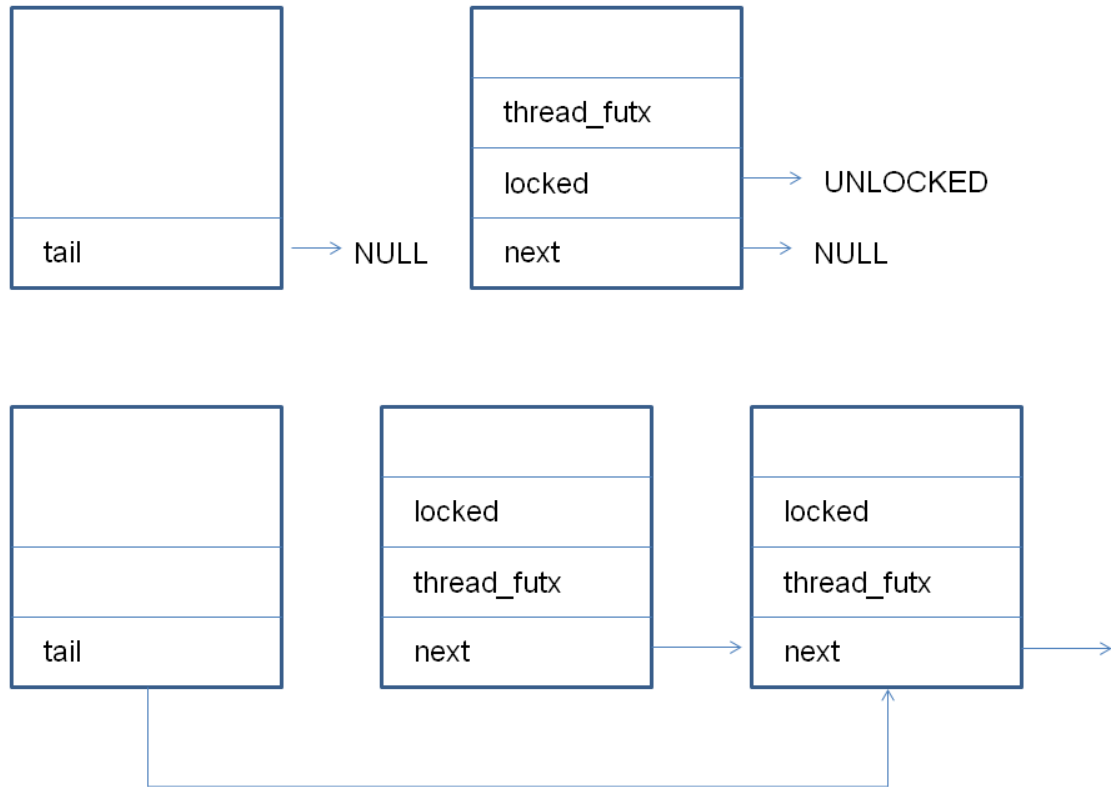 thread_futx
locked
UNLOCKED
tail
NULL
next
NULL
locked
locked
thread_futx
thread_futx
tail
next
next